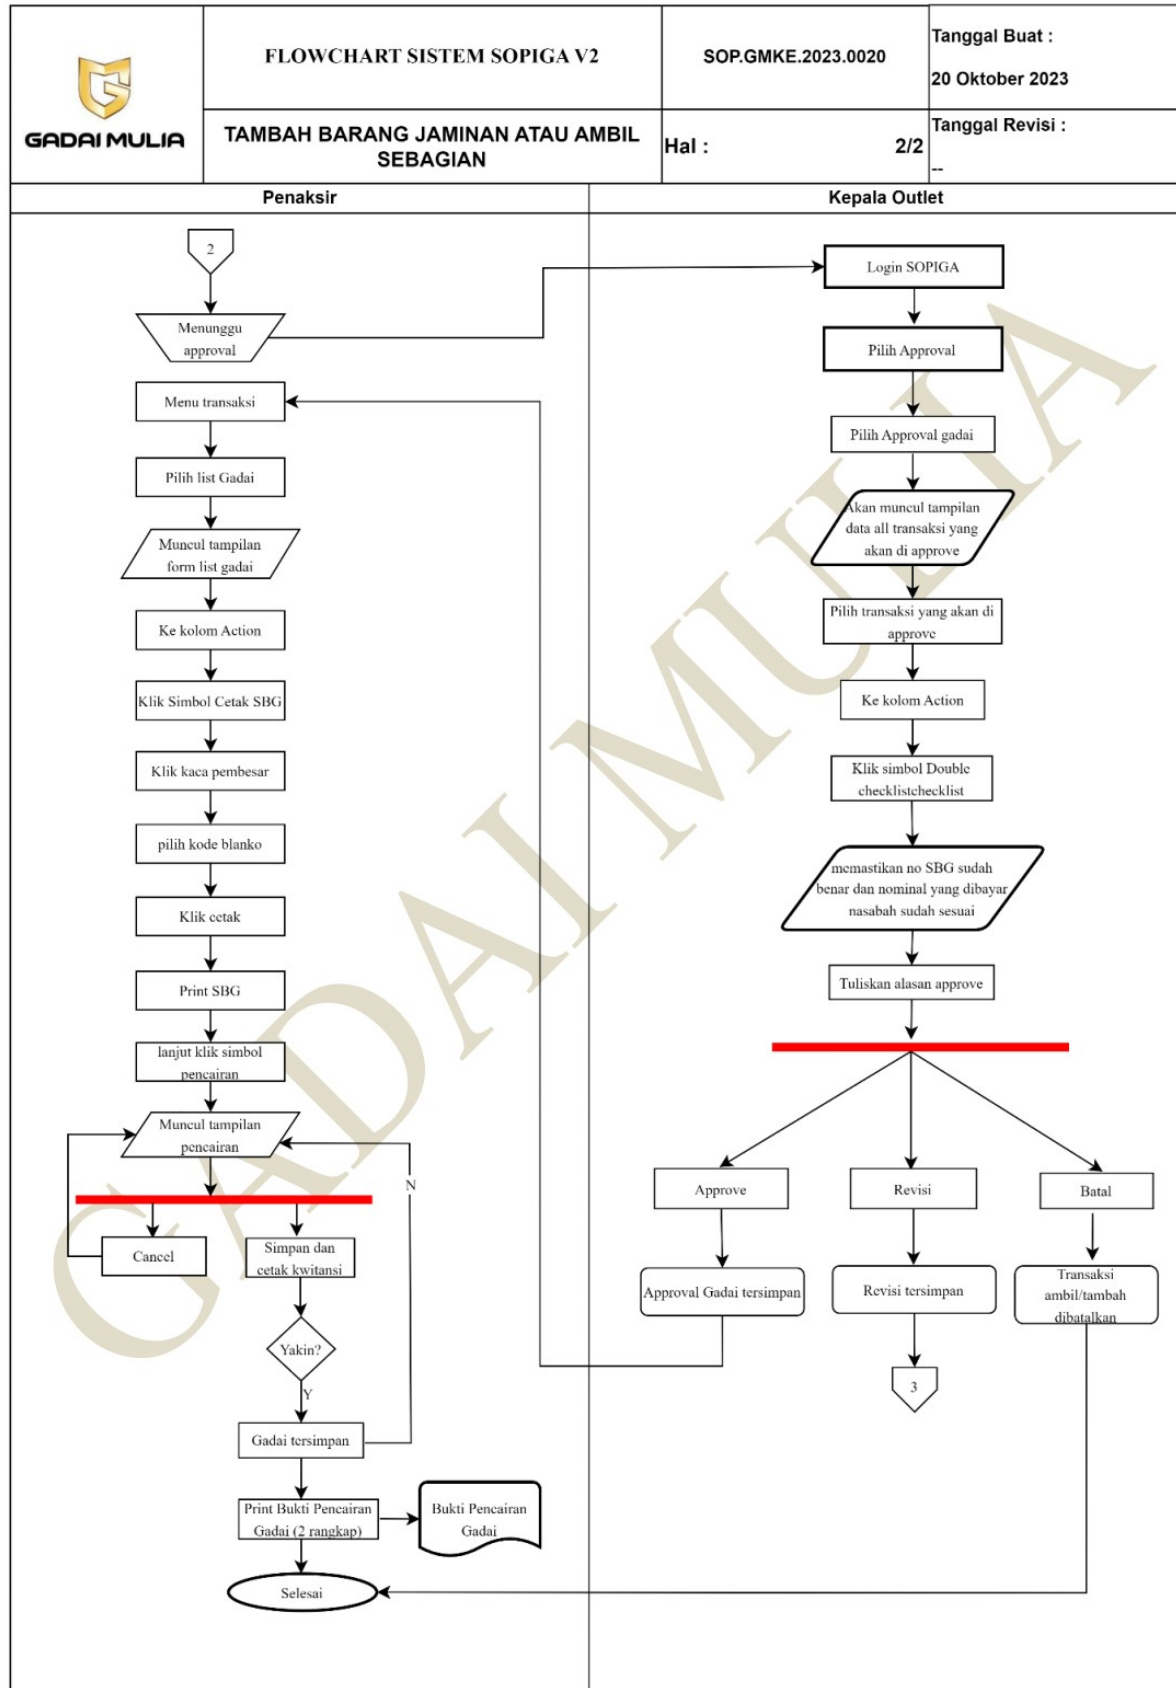 FLOWCHART SISTEM SOPIGA V2
SOP.GMKE.2023.0020
Tanggal Buat :
20 Oktober 2023
GADAI MULIA
TAMBAH BARANG JAMINAN ATAU AMBIL
SEBAGIAN
Hal : 2/2
Tanggal Revisi :
--
Penaksir
Kepala Outlet
2
Menunggu
approval
Menu transaksi
Pilih list Gadai
Muncul tampilan
form list gadai
Ke kolom Action
Klik Simbol Cetak SBG
Klik kaca pembesar
pilih kode blanko
Klik cetak
Print SBG
lanjut klik simbol
pencairan
Muncul tampilan
pencairan
N
Cancel
Simpan dan
cetak kwitansi
Yakin?
Y
Gadai tersimpan
Print Bukti Pencairan
Gadai (2 rangkap)
Bukti Pencairan
Gadai
Selesai
Login SOPIGA
Pilih Approval
Pilih Approval gadai
Akan muncul tampilan
data all transaksi yang
akan di approve
Pilih transaksi yang akan di
approve
Ke kolom Action
Klik simbol Double
checklistchecklist
memastikan no SBG sudah
benar dan nominal yang dibayar
nasabah sudah sesuai
Tuliskan alasan approve
Approve
Revisi
Batal
Approval Gadai tersimpan
Revisi tersimpan
Transaksi
ambil/tambah
dibatalkan
3
GADAI MULIA